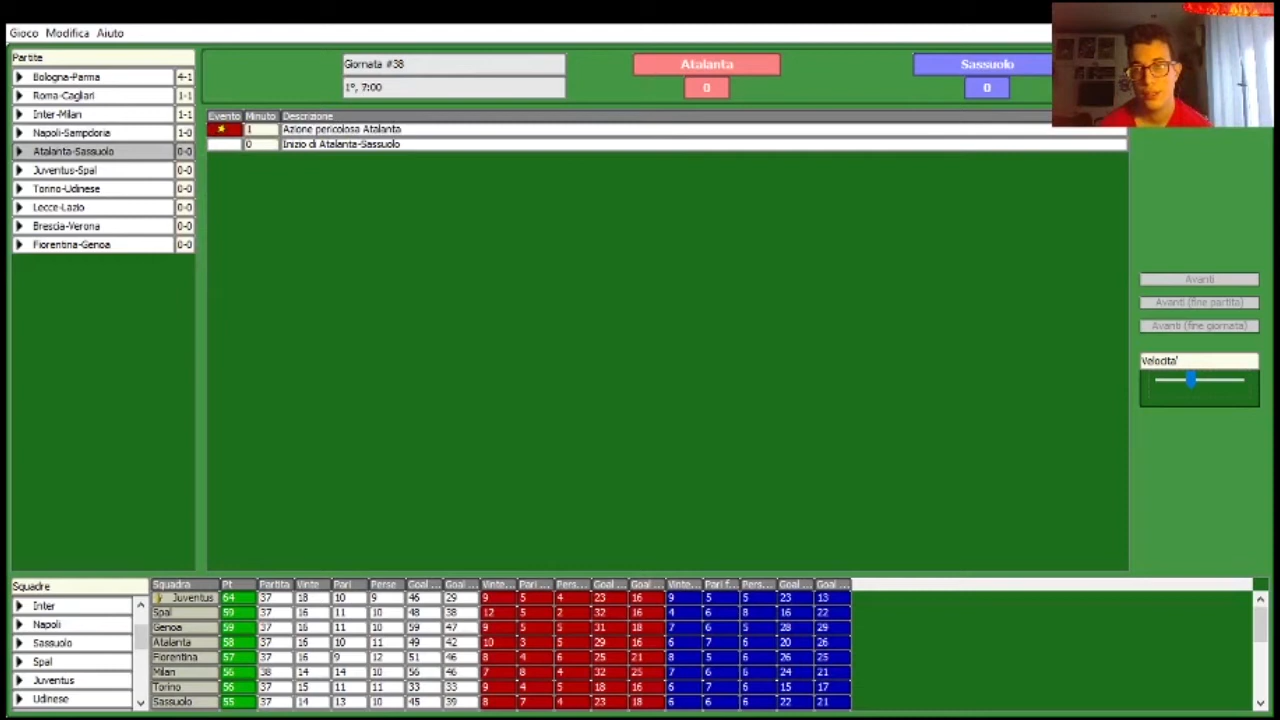 Gioco Modifica Aiuto
Partite
Bologna-Parma 4-1
Roma-Cagliari 1-1
Inter-Milan 1-1
Napoli-Sampdoria 1-0
Atalanta-Sassuolo 0-0
Juventus-Spal 0-0
Torino-Udinese 0-0
Lecce-Lazio 0-0
Brescia-Verona 0-0
Fiorentina-Genoa 0-0
Giornata #38
1°, 7:00
Atalanta
0
Sassuolo
0
Evento Minuto Descrizione
1 Azione pericolosa Atalanta
0 Inizio di Atalanta-Sassuolo
Avanti
Avanti (fine partita)
Avanti (fine giornata)
Velocita'
Squadre
Inter
Napoli
Sassuolo
Spal
Juventus
Udinese
Squadra Pt Partita Vinte Pari Perse Goal ... Goal ... Vinte... Pari ... Pers... Goal ... Goal ... Vinte... Pari f... Pers... Goal ... Goal ...
Juventus 64 37 18 10 9 46 29 9 5 4 23 16 9 5 5 23 13
Spal 59 37 16 11 10 48 38 12 5 2 32 16 4 6 8 16 22
Genoa 59 37 16 11 10 59 47 9 5 5 31 18 7 6 5 28 29
Atalanta 58 37 16 10 11 49 42 10 3 5 29 16 6 7 6 20 26
Fiorentina 57 37 16 9 12 51 46 8 4 6 25 21 8 5 6 26 25
Milan 56 38 14 14 10 56 46 7 8 4 32 25 7 6 6 24 21
Torino 56 37 15 11 11 33 33 9 4 5 18 16 6 7 6 15 17
Sassuolo 55 37 14 13 10 45 39 8 7 4 23 18 6 6 6 22 21